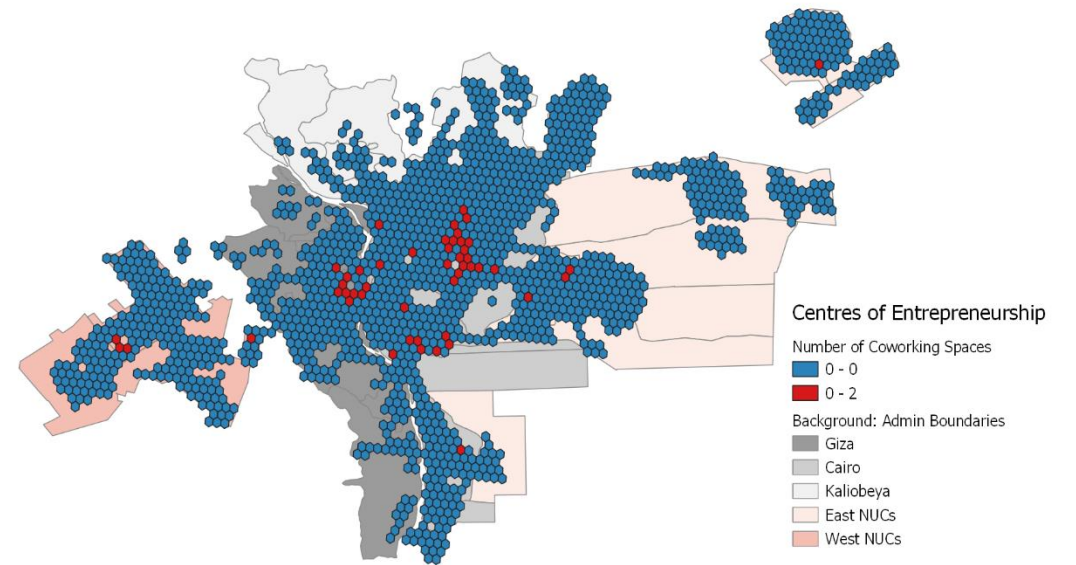 Centres of Entrepreneurship
Number of Coworking Spaces
0 - 0
0 - 2
Background: Admin Boundaries
Giza
Cairo
Kaliobeya
East NUCs
West NUCs